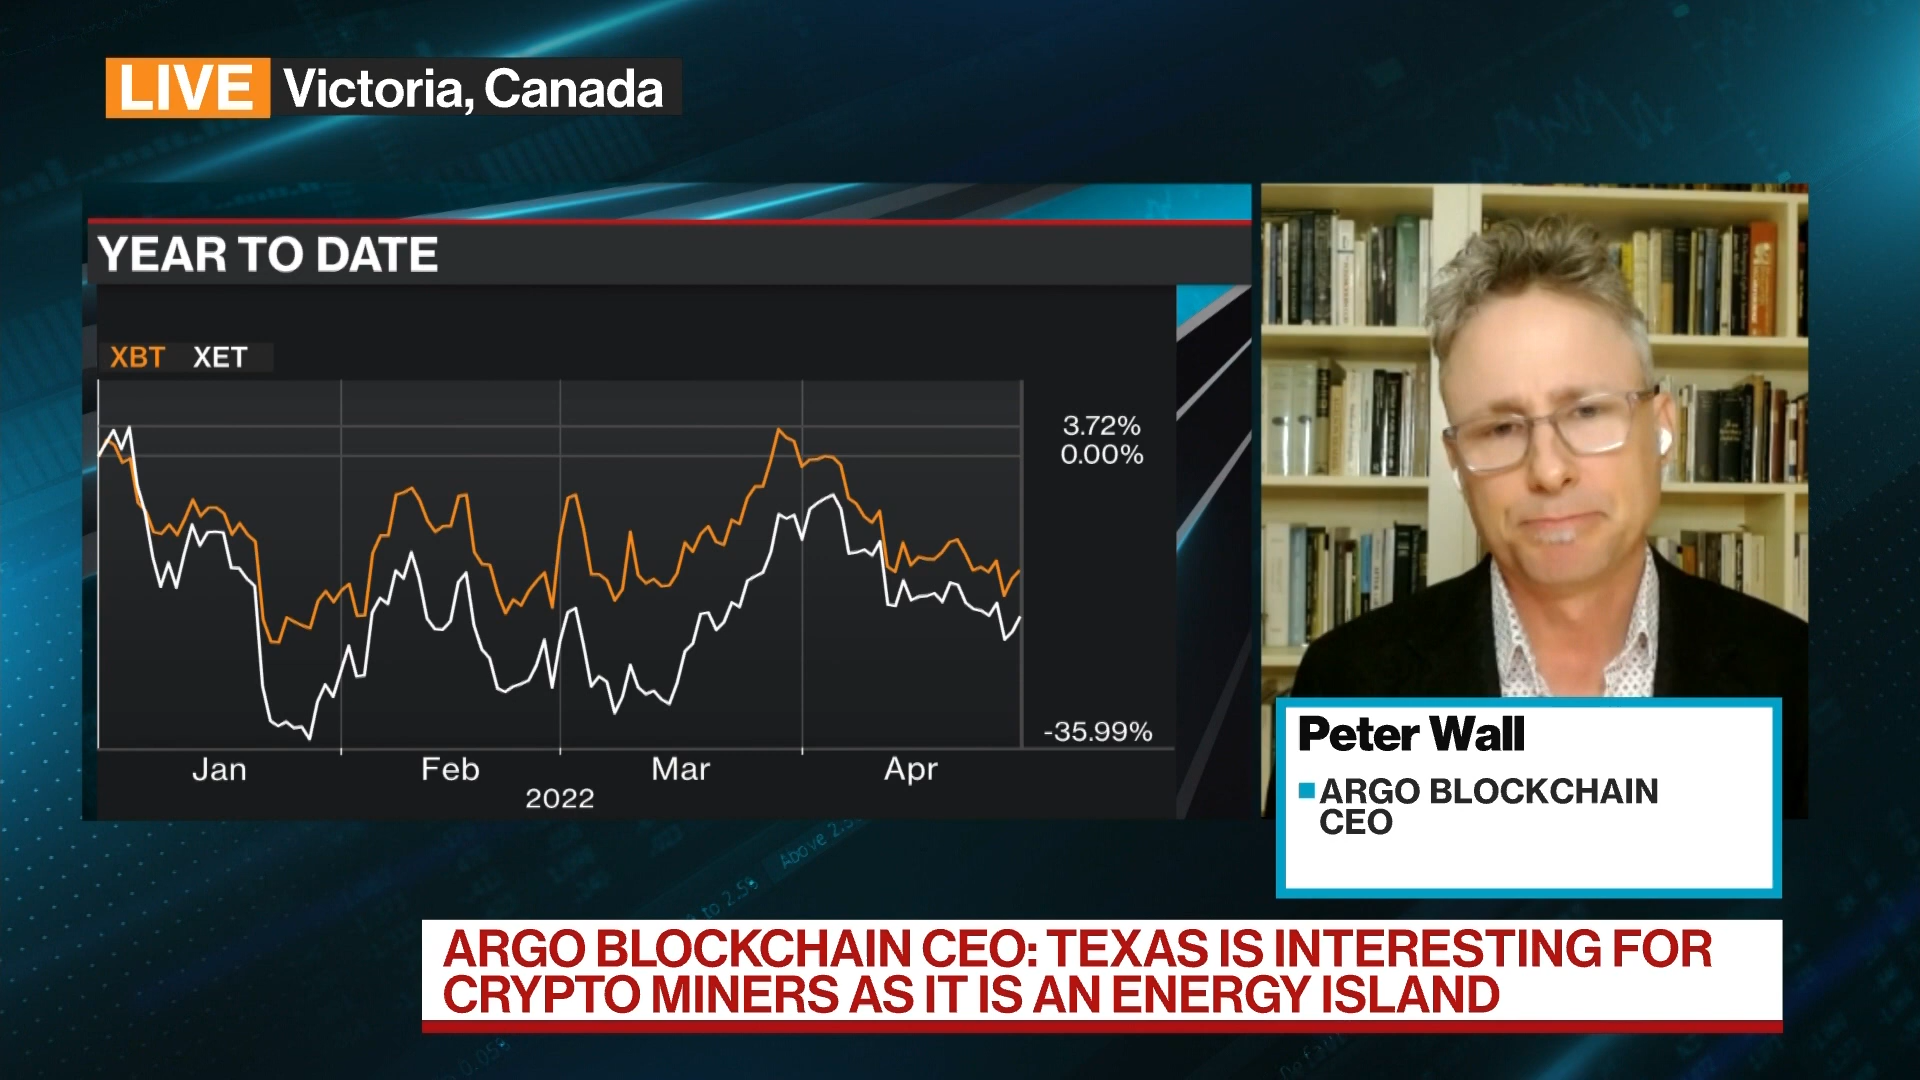 LIVE Victoria, Canada
YEAR TO DATE
XBT XET
3.72%
0.00%
-35.99%
Jan Feb Mar Apr
2022
Peter Wall
ARGO BLOCKCHAIN
CEO
ARGO BLOCKCHAIN CEO: TEXAS IS INTERESTING FOR
CRYPTO MINERS AS IT IS AN ENERGY ISLAND